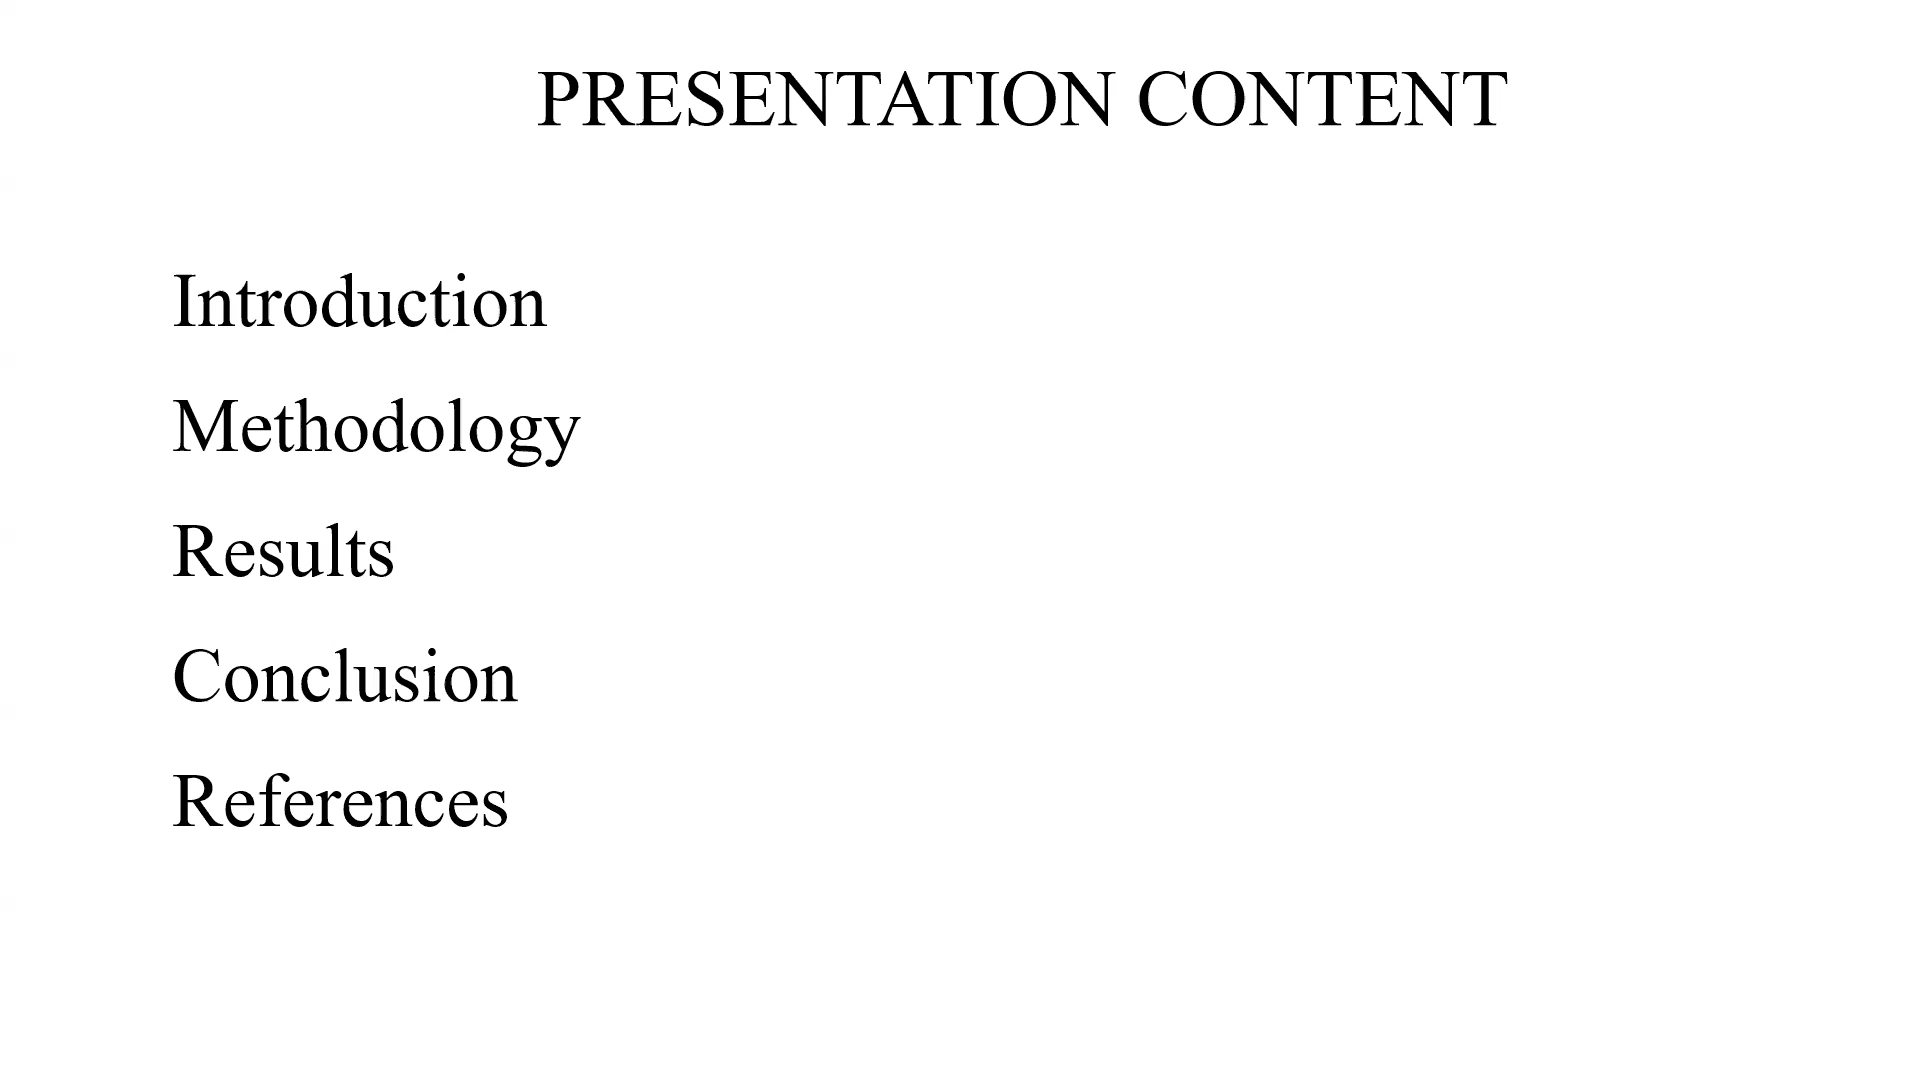 PRESENTATION CONTENT
Introduction
Methodology
Results
Conclusion
References